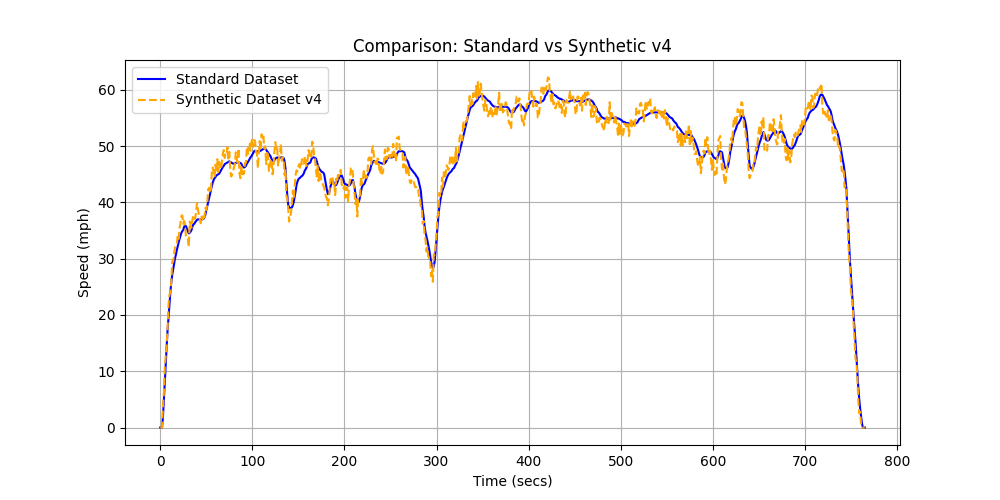 Comparison: Standard vs Synthetic v4
Standard Dataset
Synthetic Dataset v4
60
50
40
30
20
10
0
Speed (mph)
0 100 200 300 400 500 600 700 800
Time (secs)